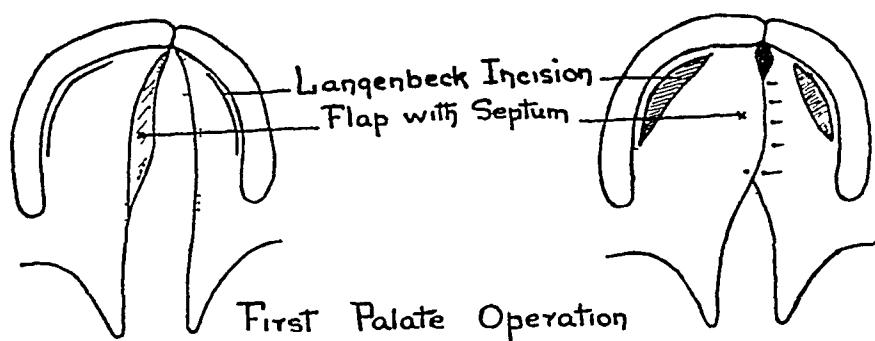 Langenbeck Incision
Flap with Septum
First Palate Operation